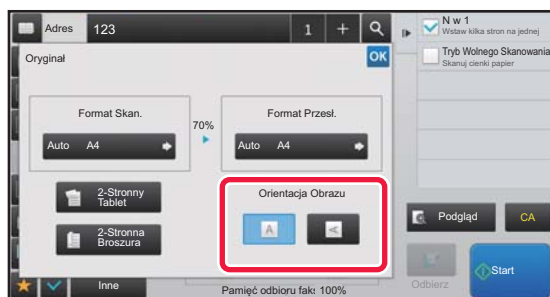 Adres 123 1 +
Oryginał OK
Format Skan.
Auto A4
70%
Format Przesł.
Auto A4
2-Stronny
Tablet
2-Stronna
Broszura
Orientacja Obrazu
A A
Inne
Pamięć odbioru faks 100%
N w 1
Wstaw kilka stron na jednej
Tryb Wolnego Skanowania
Skanuj cienki papier
Podgląd CA
Odbierz
Start